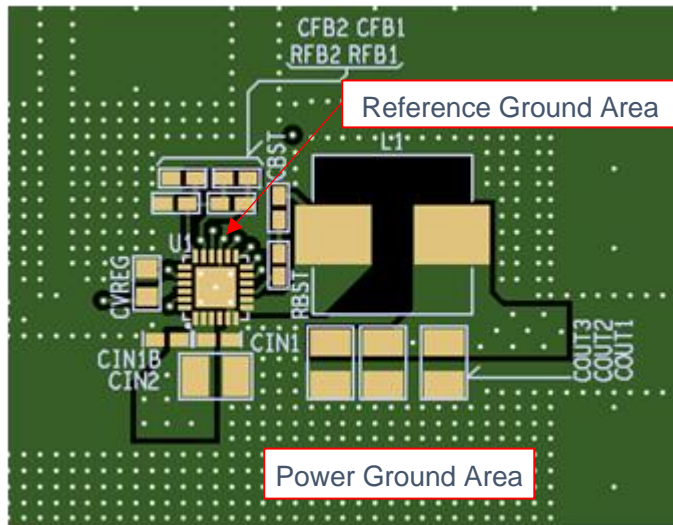 CFB2 CFB1
RFB2 RFB1
Reference Ground Area
CBST
L1
U1
CVREG
RBST
CIN1
CIN1B
CIN2
COUT3
COUT2
COUT1
Power Ground Area